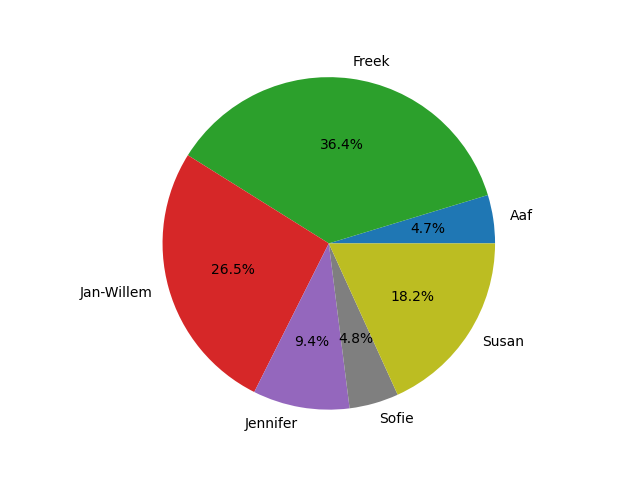 Freek
36.4%
Aaf
4.7%
26.5%
Jan-Willem
18.2%
9.4%
4.8%
Susan
Jennifer
Sofie